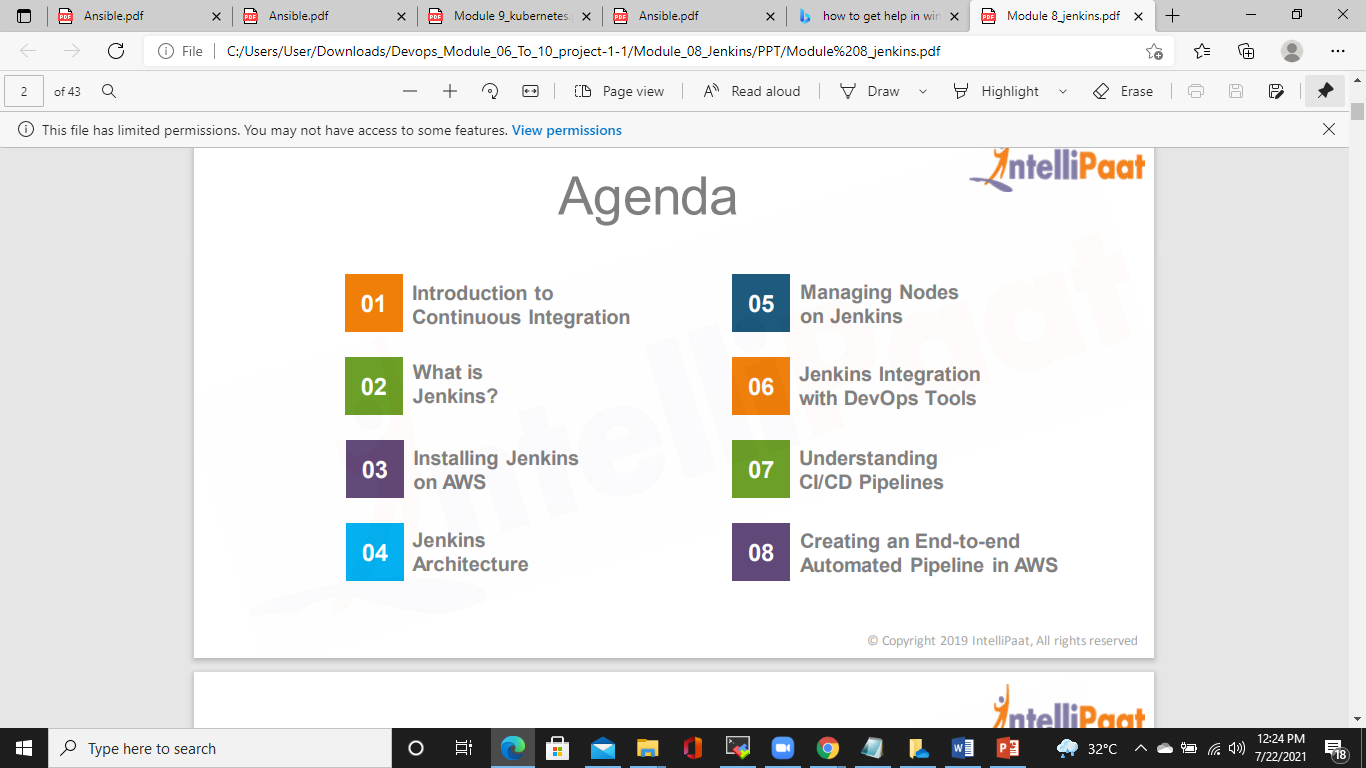 Ansible.pdf
Ansible.pdf
Module 9_kubernetes.
Ansible.pdf
how to get help in win
Module 8_jenkins.pdf
File
C:/Users/User/Downloads/Devops_Module_06_To_10_project-1-1/Module_08_Jenkins/PPT/Module%208_jenkins.pdf
2 of 43
Page view
Read aloud
Draw
Highlight
Erase
This file has limited permissions. You may not have access to some features. View permissions
IntelliPaat
Agenda
01
Introduction to
Continuous Integration
02
What is
Jenkins?
03
Installing Jenkins
on AWS
04
Jenkins
Architecture
05
Managing Nodes
on Jenkins
06
Jenkins Integration
with DevOps Tools
07
Understanding
CI/CD Pipelines
08
Creating an End-to-end
Automated Pipeline in AWS
© Copyright 2019 IntelliPaat, All rights reserved
IntelliPaat
Type here to search
32°C
12:24 PM
7/22/2021
18